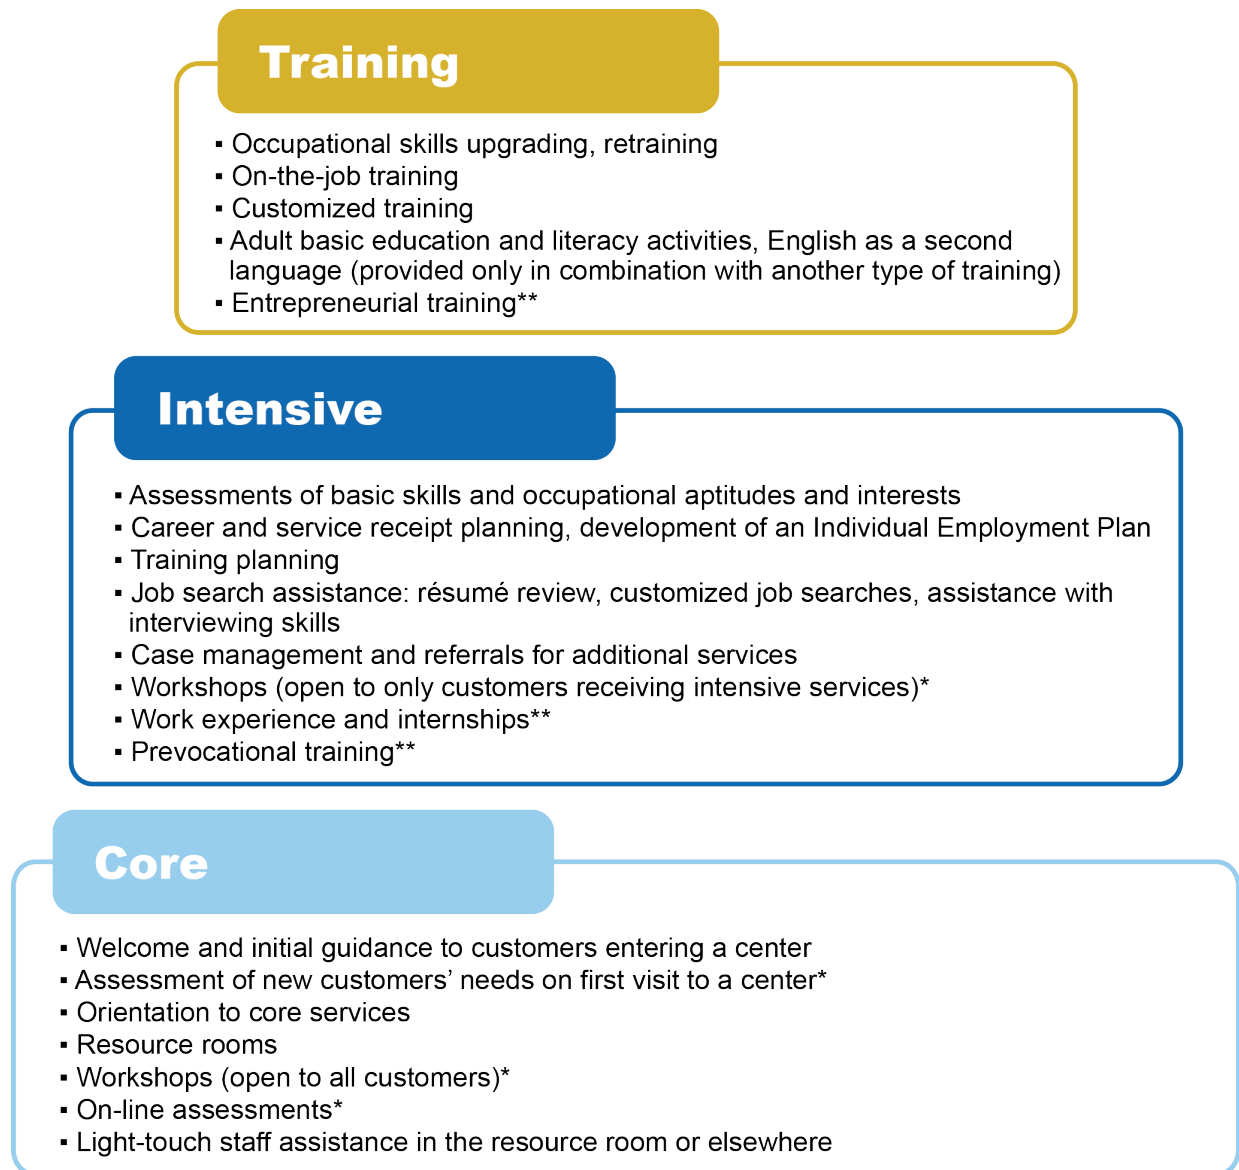 Training
▪ Occupational skills upgrading, retraining
▪ On-the-job training
▪ Customized training
▪ Adult basic education and literacy activities, English as a second
language (provided only in combination with another type of training)
▪ Entrepreneurial training**
Intensive
▪ Assessments of basic skills and occupational aptitudes and interests
▪ Career and service receipt planning, development of an Individual Employment Plan
▪ Training planning
▪ Job search assistance: résumé review, customized job searches, assistance with
interviewing skills
▪ Case management and referrals for additional services
▪ Workshops (open to only customers receiving intensive services)*
▪ Work experience and internships**
▪ Prevocational training**
Core
▪ Welcome and initial guidance to customers entering a center
▪ Assessment of new customers’ needs on first visit to a center*
▪ Orientation to core services
▪ Resource rooms
▪ Workshops (open to all customers)*
▪ On-line assessments*
▪ Light-touch staff assistance in the resource room or elsewhere